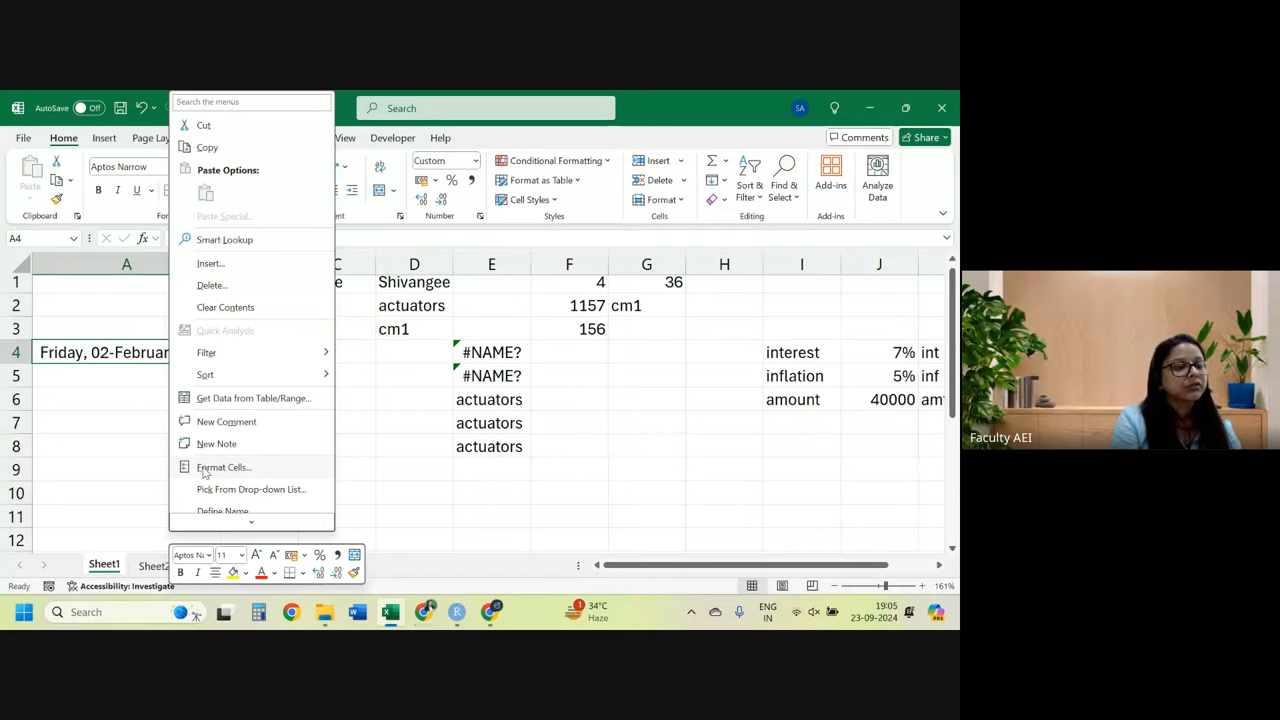 Search the menus
AutoSave Off
Search
SA
File Home Insert Page Lay View Developer Help
Comments Share
Cut
Copy
Paste Options:
Paste Special...
Smart Lookup
Insert...
Delete...
Clear Contents
Quick Analysis
Filter
Sort
Get Data from Table/Range...
New Comment
New Note
Format Cells...
Pick From Drop-down List...
Define Name
Paste
Clipboard
Aptos Narrow
B I U
Custom
% ,
Number
Conditional Formatting
Format as Table
Cell Styles
Styles
Insert
Delete
Format
Cells
Sort & Filter
Find & Select
Editing
Add-ins
Add-ins
Analyze Data
A4 fx
A C D E F G H I J
1 Shivangee 4 36
2 actuators 1157 cm1
3 cm1 156
4 Friday, 02-Februar #NAME? interest 7% int
5 #NAME? inflation 5% inf
6 actuators amount 40000
7 actuators
8 actuators
9
10
11
12
11 % ,
B I A
Sheet1 Sheet2
Ready Accessibility: Investigate 161%
Search
34°C
Haze
ENG
IN
19:05
23-09-2024
Faculty AEI